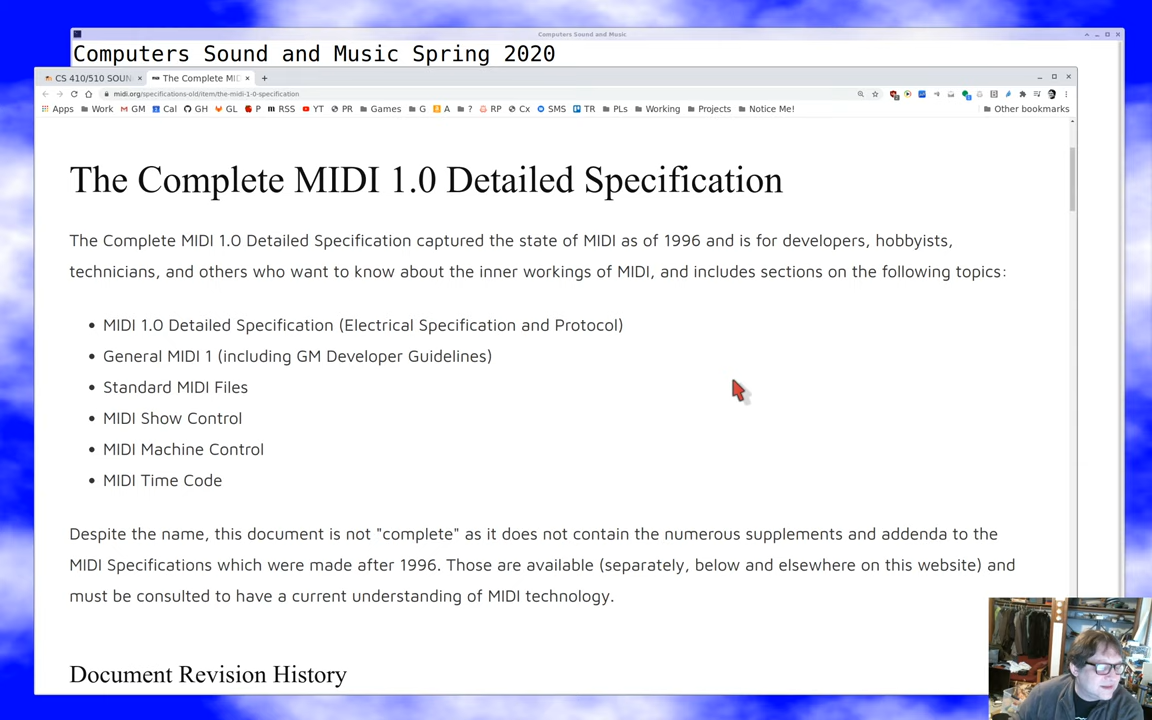 Computers Sound and Music
Computers Sound and Music Spring 2020
CS 410/510 SOUN
The Complete MI
midi.org/specifications-old/item/the-midi-1-0-specification
Apps Work GM Cal GH GL P RSS YT PR Games G A ? RP Cx SMS TR PLs Working Projects Notice Me! Other bookmarks
The Complete MIDI 1.0 Detailed Specification
The Complete MIDI 1.0 Detailed Specification captured the state of MIDI as of 1996 and is for developers, hobbyists,
technicians, and others who want to know about the inner workings of MIDI, and includes sections on the following topics:
• MIDI 1.0 Detailed Specification (Electrical Specification and Protocol)
• General MIDI 1 (including GM Developer Guidelines)
• Standard MIDI Files
• MIDI Show Control
• MIDI Machine Control
• MIDI Time Code
Despite the name, this document is not "complete" as it does not contain the numerous supplements and addenda to the
MIDI Specifications which were made after 1996. Those are available (separately, below and elsewhere on this website) and
must be consulted to have a current understanding of MIDI technology.
Document Revision History